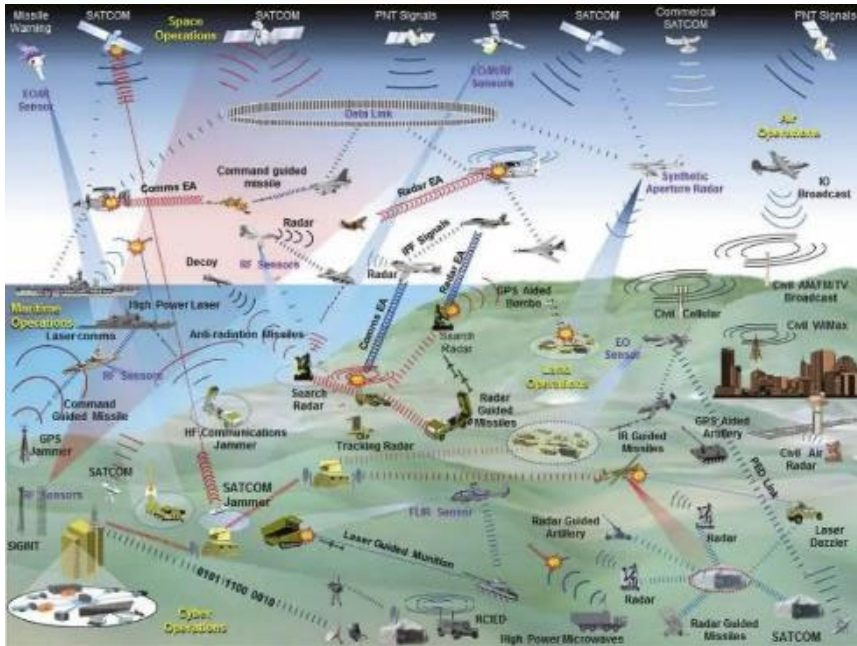 Missile
Warning
SATCOM
Space
Operations
SATCOM
PNT Signals
ISR
SATCOM
Commercial
SATCOM
PNT Signals
EO/IR
Sensor
EO/IR/RF
Sensors
Data Link
Air
Operations
Comms EA
Command guided
missile
Radar EA
Synthetic
Aperture Radar
IO
Broadcast
Radar
RF Sensors
IFF Signals
Radar
Radar EA
Decoy
GPS Aided
Bombs
Civil AM/FM/TV
Broadcast
Maritime
Operations
High Power Laser
Laser comms
Anti-radiation Missiles
Comms EA
Civil Cellular
Civil WiMax
RF Sensors
Search
Radar
EO
Sensor
Land
Operations
Command
Guided Missile
Search
Radar
Radar
Guided
Missiles
GPS
Jammer
HF Communications
Jammer
Tracking Radar
IR Guided
Missiles
GPS Aided
Artillery
Civil Air
Radar
SATCOM
RF Sensors
SATCOM
Jammer
FLIR Sensor
Radar Guided
Artillery
Radar
Laser
Dazzler
SIGINT
Laser Guided Munition
0101 1100 0010
Radar
Cyber
Operations
RCIED
High Power Microwaves
Radar Guided
Missiles
SATCOM